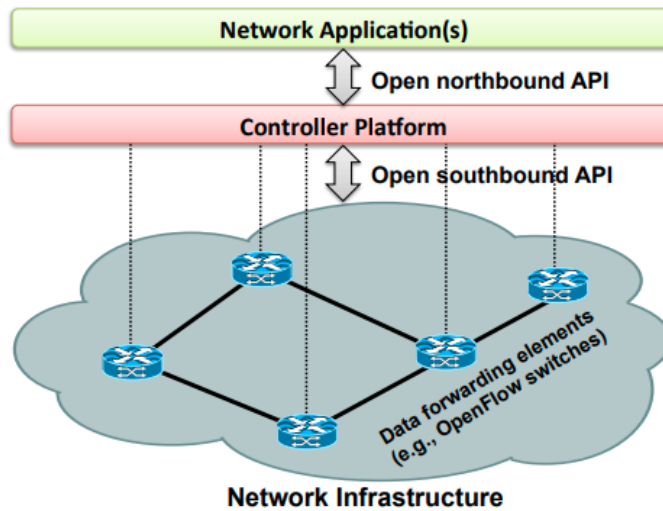 Network Application(s)
Open northbound API
Controller Platform
Open southbound API
Data forwarding elements
(e.g., OpenFlow switches)
Network Infrastructure